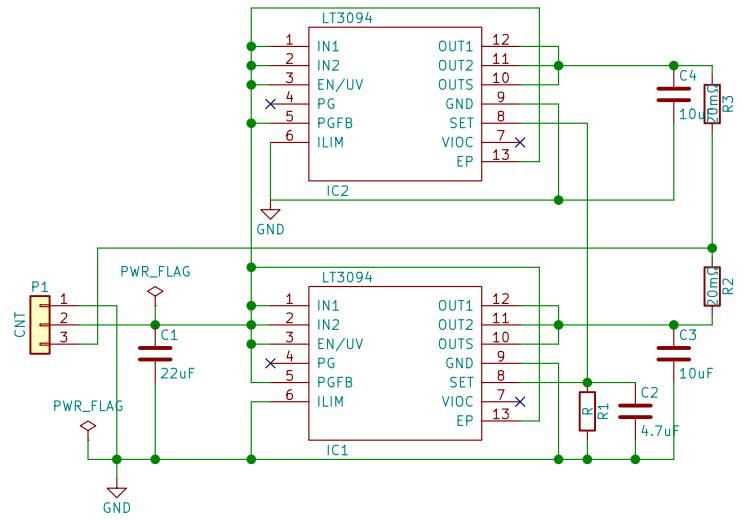 LT3094
1 IN1 OUT1 12
2 IN2 OUT2 11
3 EN/UV OUTS 10
4 PG GND 9
5 PGFB SET 8
6 ILIM VIOC 7
EP 13
IC2
GND
C4
10uF
20mΩ
R3
PWR_FLAG
P1
CNT
1
2
3
C1
22uF
PWR_FLAG
GND
LT3094
1 IN1 OUT1 12
2 IN2 OUT2 11
3 EN/UV OUTS 10
4 PG GND 9
5 PGFB SET 8
6 ILIM VIOC 7
EP 13
IC1
R
R1
C2
4.7uF
C3
10uF
20mΩ
R2